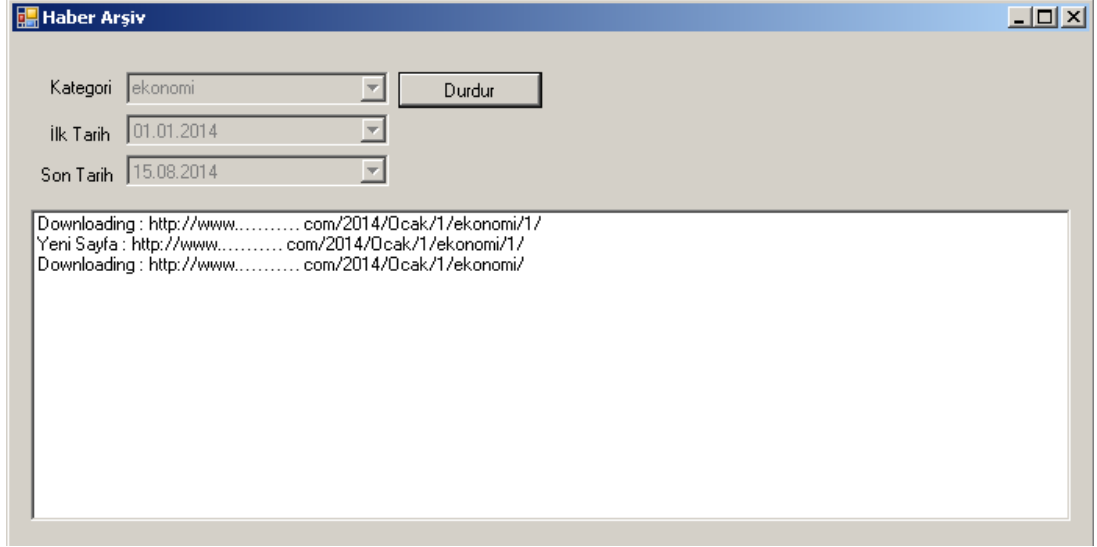 Haber Arşiv
Kategori ekonomi Durdur
İlk Tarih 01.01.2014
Son Tarih 15.08.2014
Downloading : http://www.......... com/2014/Ocak/1/ekonomi/1/
Yeni Sayfa : http://www.......... com/2014/Ocak/1/ekonomi/1/
Downloading : http://www.......... com/2014/Ocak/1/ekonomi/